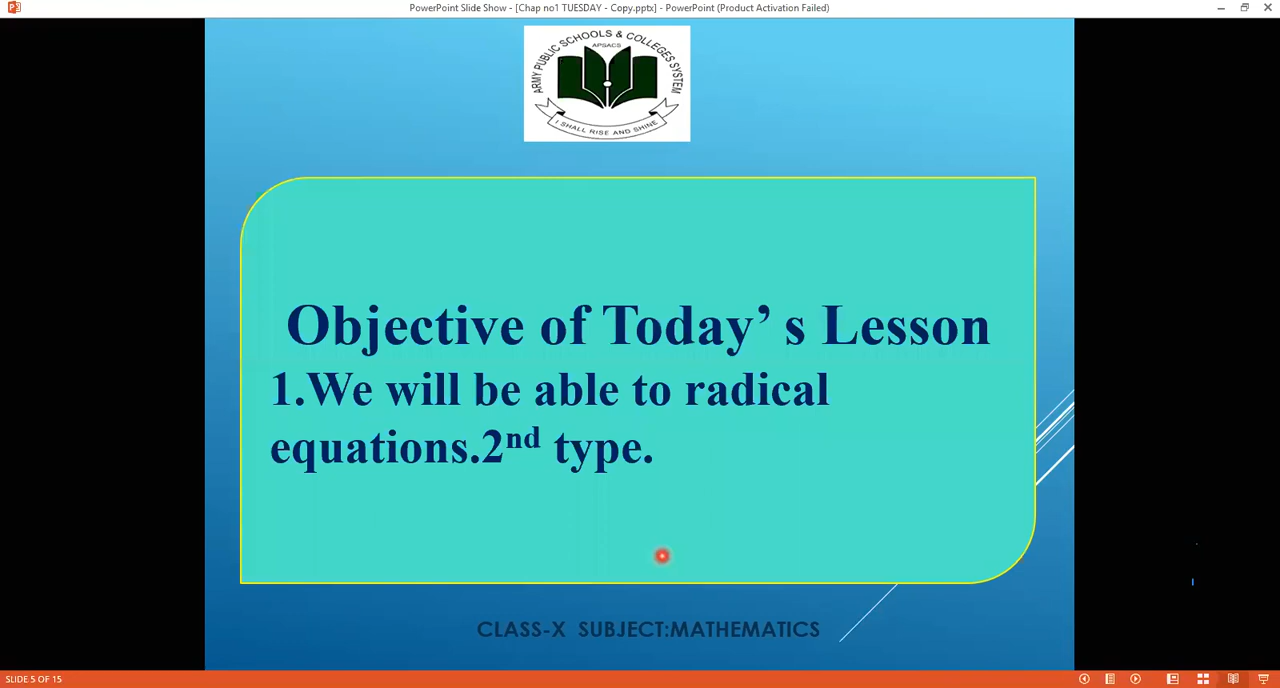 PowerPoint Slide Show - [Chap no1 TUESDAY - Copy.pptx] - PowerPoint (Product Activation Failed)
ARMY PUBLIC SCHOOLS & COLLEGES SYSTEM
APSACS
I SHALL RISE AND SHINE
Objective of Today’ s Lesson
1.We will be able to radical
equations.2nd type.
CLASS-X SUBJECT:MATHEMATICS
SLIDE 5 OF 15